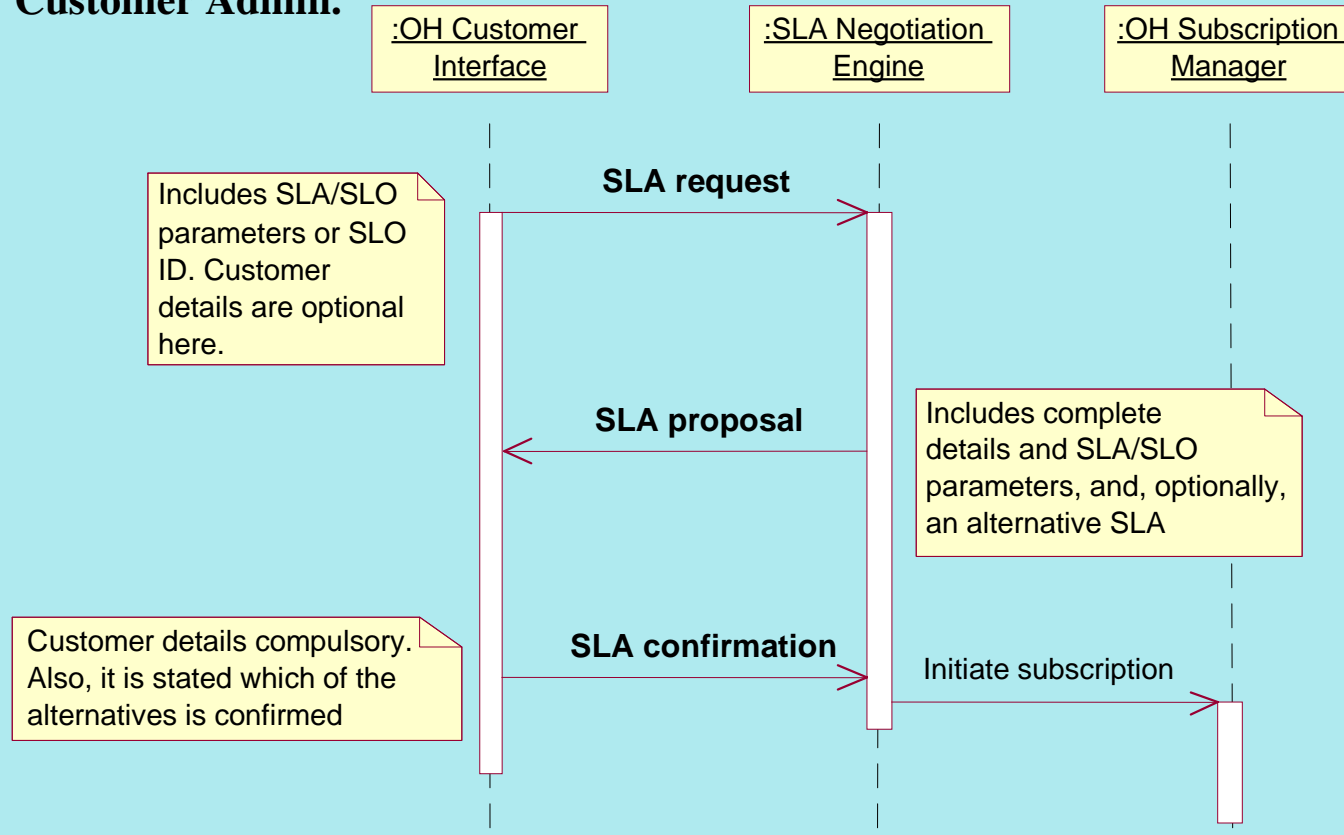 Customer Admin.
:OH Customer
Interface
:SLA Negotiation
Engine
:OH Subscription
Manager
SLA request
Includes SLA/SLO
parameters or SLO
ID. Customer
details are optional
here.
SLA proposal
Includes complete
details and SLA/SLO
parameters, and, optionally,
an alternative SLA
Customer details compulsory.
Also, it is stated which of the
alternatives is confirmed
SLA confirmation
Initiate subscription